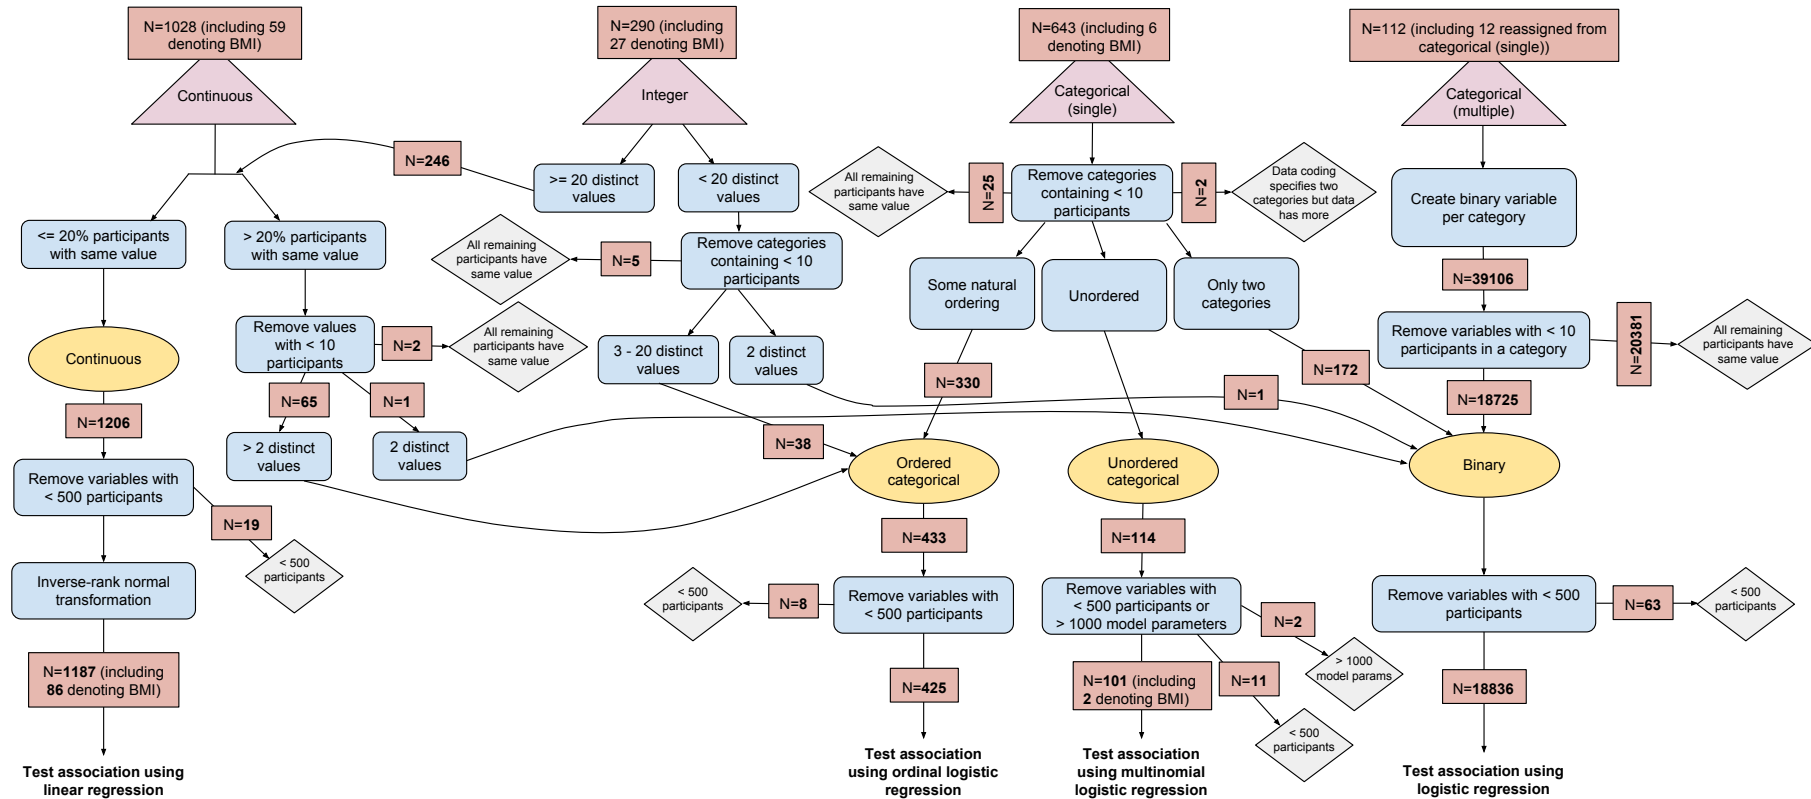 N=1028 (including 59
denoting BMI)
Continuous
N=290 (including
27 denoting BMI)
Integer
N=643 (including 6
denoting BMI)
Categorical
(single)
N=112 (including 12 reassigned from
categorical (single))
Categorical
(multiple)
N=246
>= 20 distinct
values
< 20 distinct
values
All remaining
participants have
same value
N=25
Remove categories
containing < 10
participants
N=2
Data coding
specifies two
categories but data
has more
Create binary variable
per category
<= 20% participants
with same value
> 20% participants
with same value
All remaining
participants have
same value
N=5
Remove categories
containing < 10
participants
Some natural
ordering
Unordered
Only two
categories
N=39106
Continuous
Remove values
with < 10
participants
N=2
All remaining
participants have
same value
3 - 20 distinct
values
2 distinct
values
N=330
N=172
Remove variables with < 10
participants in a category
N=20381
All remaining
participants have
same value
N=1206
N=65
N=1
N=1
N=18725
> 2 distinct
values
2 distinct
values
N=38
Ordered
categorical
Unordered
categorical
Binary
Remove variables with
< 500 participants
N=19
< 500
participants
N=433
N=114
Inverse-rank normal
transformation
< 500
participants
N=8
Remove variables with
< 500 participants
Remove variables with
< 500 participants or
> 1000 model parameters
N=2
> 1000
model params
Remove variables with < 500
participants
N=63
< 500
participants
N=1187 (including
86 denoting BMI)
N=425
N=101 (including
2 denoting BMI)
N=11
< 500
participants
N=18836
Test association using
linear regression
Test association
using ordinal logistic
regression
Test association
using multinomial
logistic regression
Test association using
logistic regression